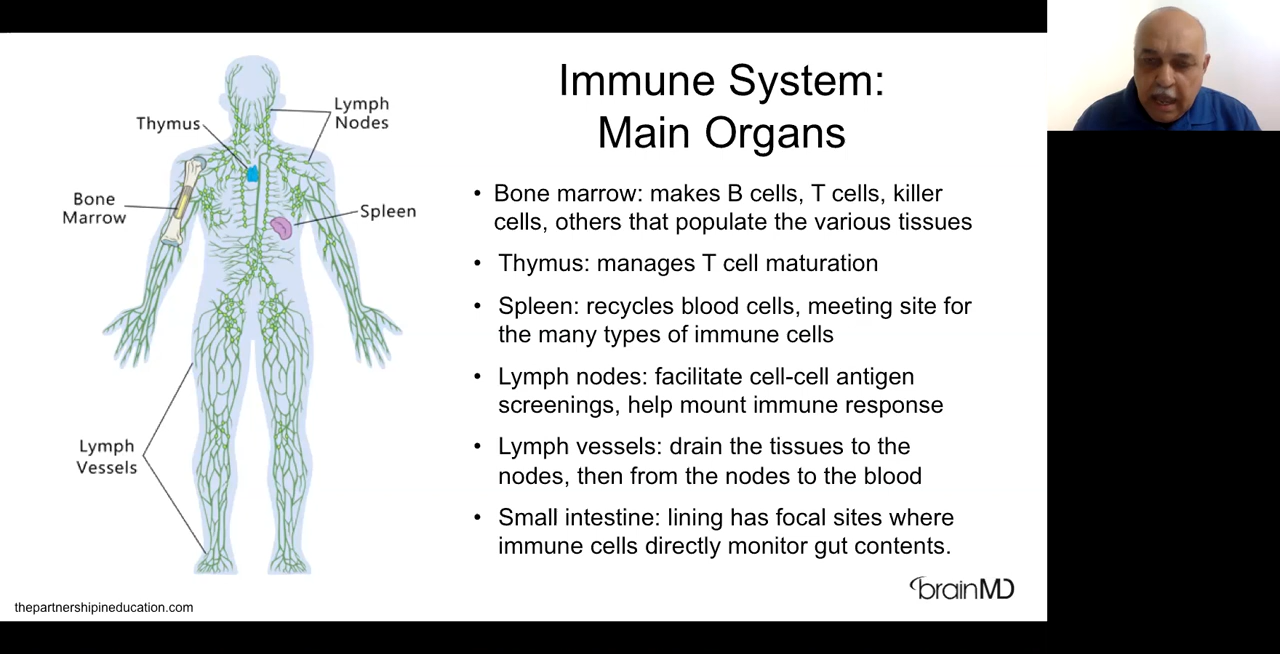 Immune System:
Main Organs
Lymph
Nodes
Thymus
Bone
Marrow
Spleen
Lymph
Vessels
• Bone marrow: makes B cells, T cells, killer
cells, others that populate the various tissues
• Thymus: manages T cell maturation
• Spleen: recycles blood cells, meeting site for
the many types of immune cells
• Lymph nodes: facilitate cell-cell antigen
screenings, help mount immune response
• Lymph vessels: drain the tissues to the
nodes, then from the nodes to the blood
• Small intestine: lining has focal sites where
immune cells directly monitor gut contents.
brainMD
thepartnershipineducation.com